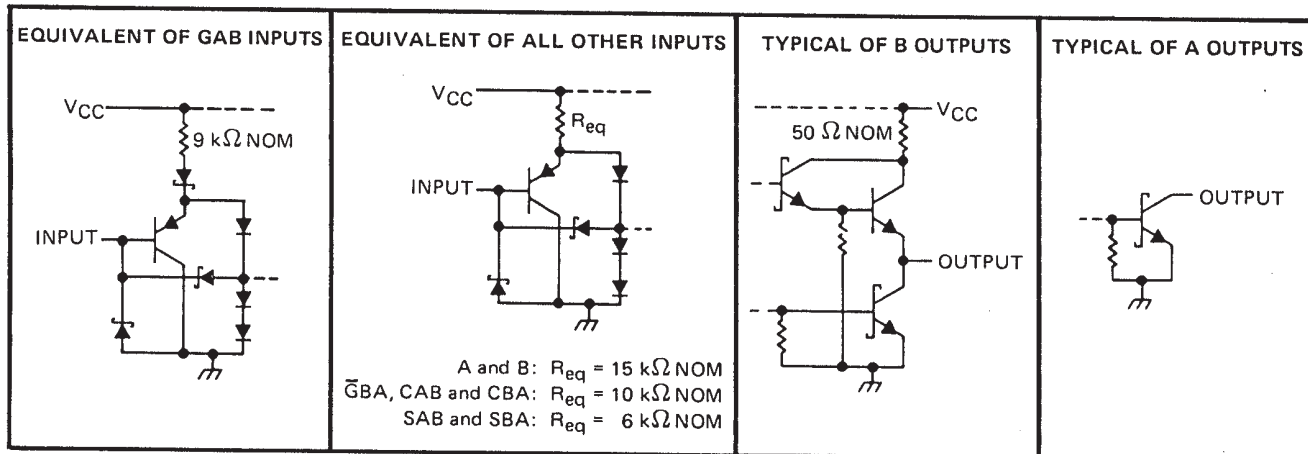 EQUIVALENT OF GAB INPUTS
VCC
9 kΩ NOM
INPUT
EQUIVALENT OF ALL OTHER INPUTS
VCC
Req
INPUT
A and B: Req = 15 kΩ NOM
G̅BA, CAB and CBA: Req = 10 kΩ NOM
SAB and SBA: Req = 6 kΩ NOM
TYPICAL OF B OUTPUTS
VCC
50 Ω NOM
OUTPUT
TYPICAL OF A OUTPUTS
OUTPUT